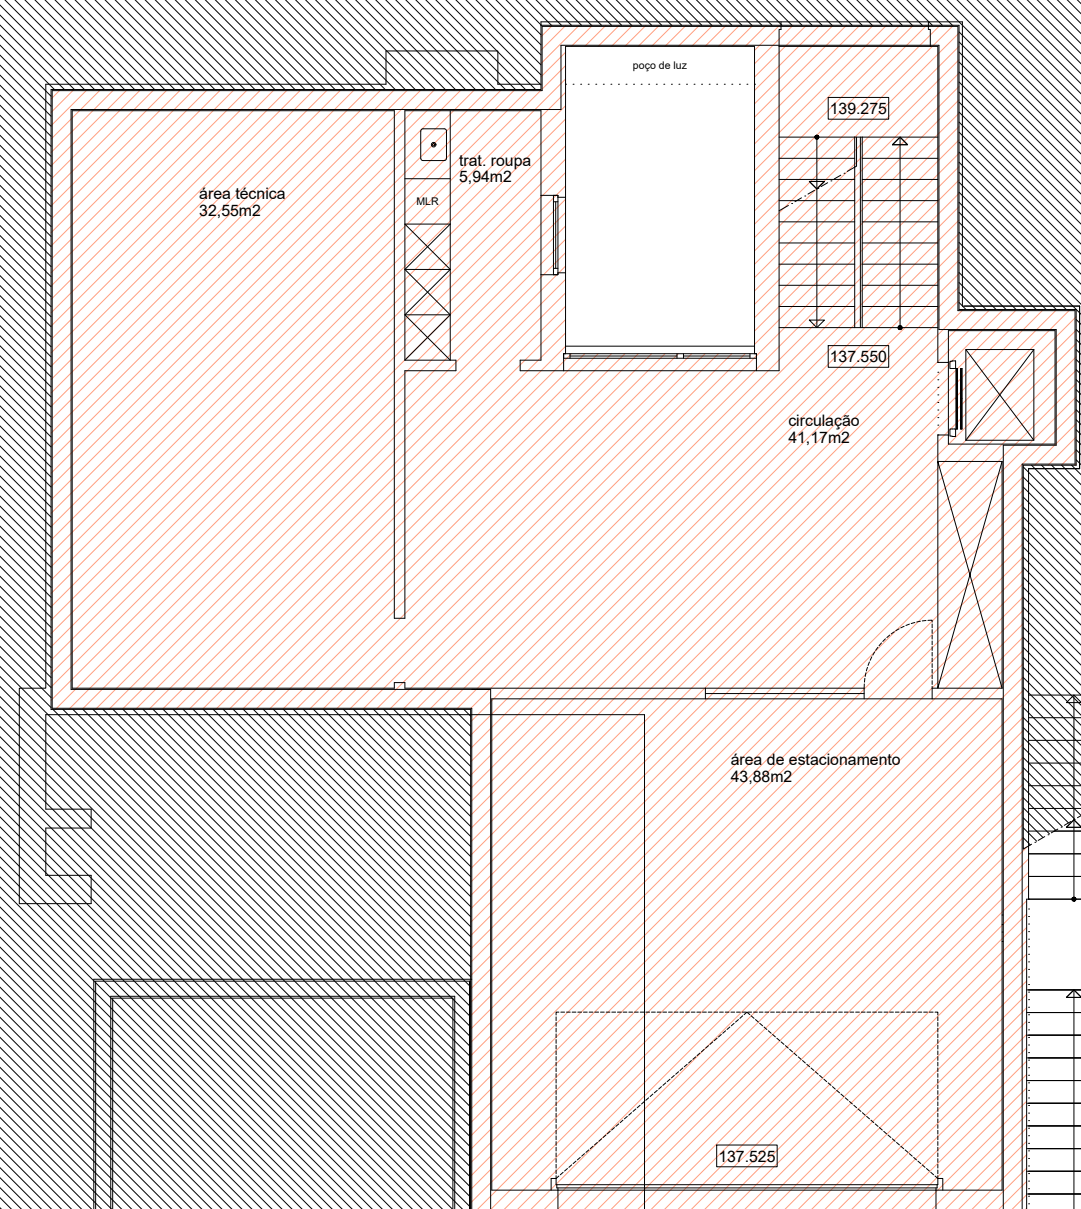 poço de luz
139.275
trat. roupa
5,94m2
área técnica
32,55m2
MLR
137.550
circulação
41,17m2
área de estacionamento
43,88m2
137.525